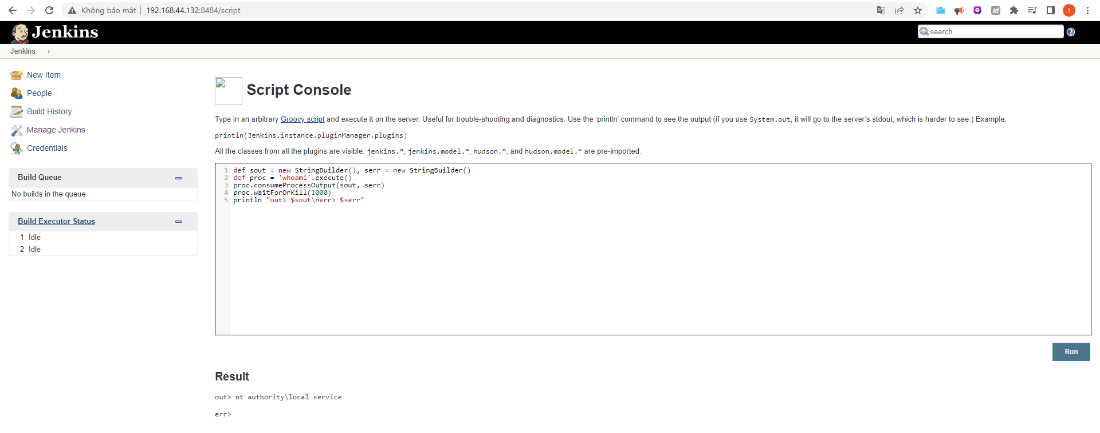 Không bảo mật 192.168.44.132:8484/script
Jenkins
search
Jenkins
New Item
People
Build History
Manage Jenkins
Credentials
Build Queue
No builds in the queue.
Build Executor Status
1 Idle
2 Idle
Script Console
Type in an arbitrary Groovy script and execute it on the server. Useful for trouble-shooting and diagnostics. Use the 'println' command to see the output (if you use System.out, it will go to the server's stdout, which is harder to see.) Example:
println(Jenkins.instance.pluginManager.plugins)
All the classes from all the plugins are visible. jenkins.*, jenkins.model.*, hudson.*, and hudson.model.* are pre-imported.
1 def sout = new StringBuilder(), serr = new StringBuilder()
2 def proc = 'whoami'.execute()
3 proc.consumeProcessOutput(sout, serr)
4 proc.waitForOrKill(1000)
5 println "out> $sout\nerr> $serr"
Run
Result
out> nt authority\local service
err>